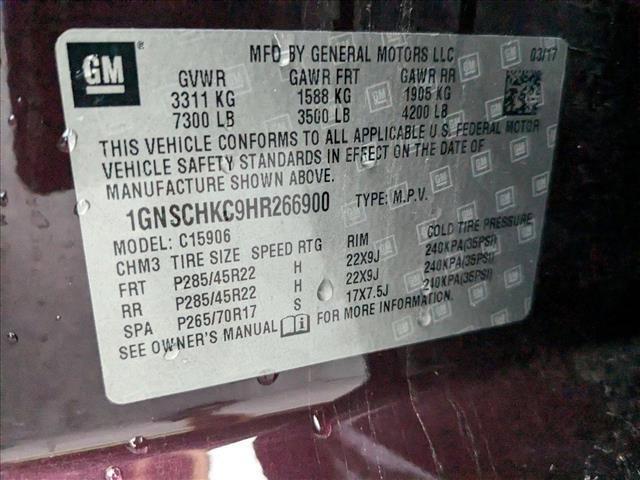 GM
MFD BY GENERAL MOTORS LLC 03/17
GVWR GAWR FRT GAWR RR
3311 KG 1588 KG 1905 KG
7300 LB 3500 LB 4200 LB
THIS VEHICLE CONFORMS TO ALL APPLICABLE U.S. FEDERAL MOTOR
VEHICLE SAFETY STANDARDS IN EFFECT ON THE DATE OF
MANUFACTURE SHOWN ABOVE.
1GNSCHKC9HR266900 TYPE: M.P.V.
MODEL: C15906
CHM3 TIRE SIZE SPEED RTG RIM COLD TIRE PRESSURE
FRT P285/45R22 H 22X9J 240KPA(35PSI)
RR P285/45R22 H 22X9J 240KPA(35PSI)
SPA P265/70R17 S 17X7.5J 240KPA(35PSI)
SEE OWNER'S MANUAL FOR MORE INFORMATION.